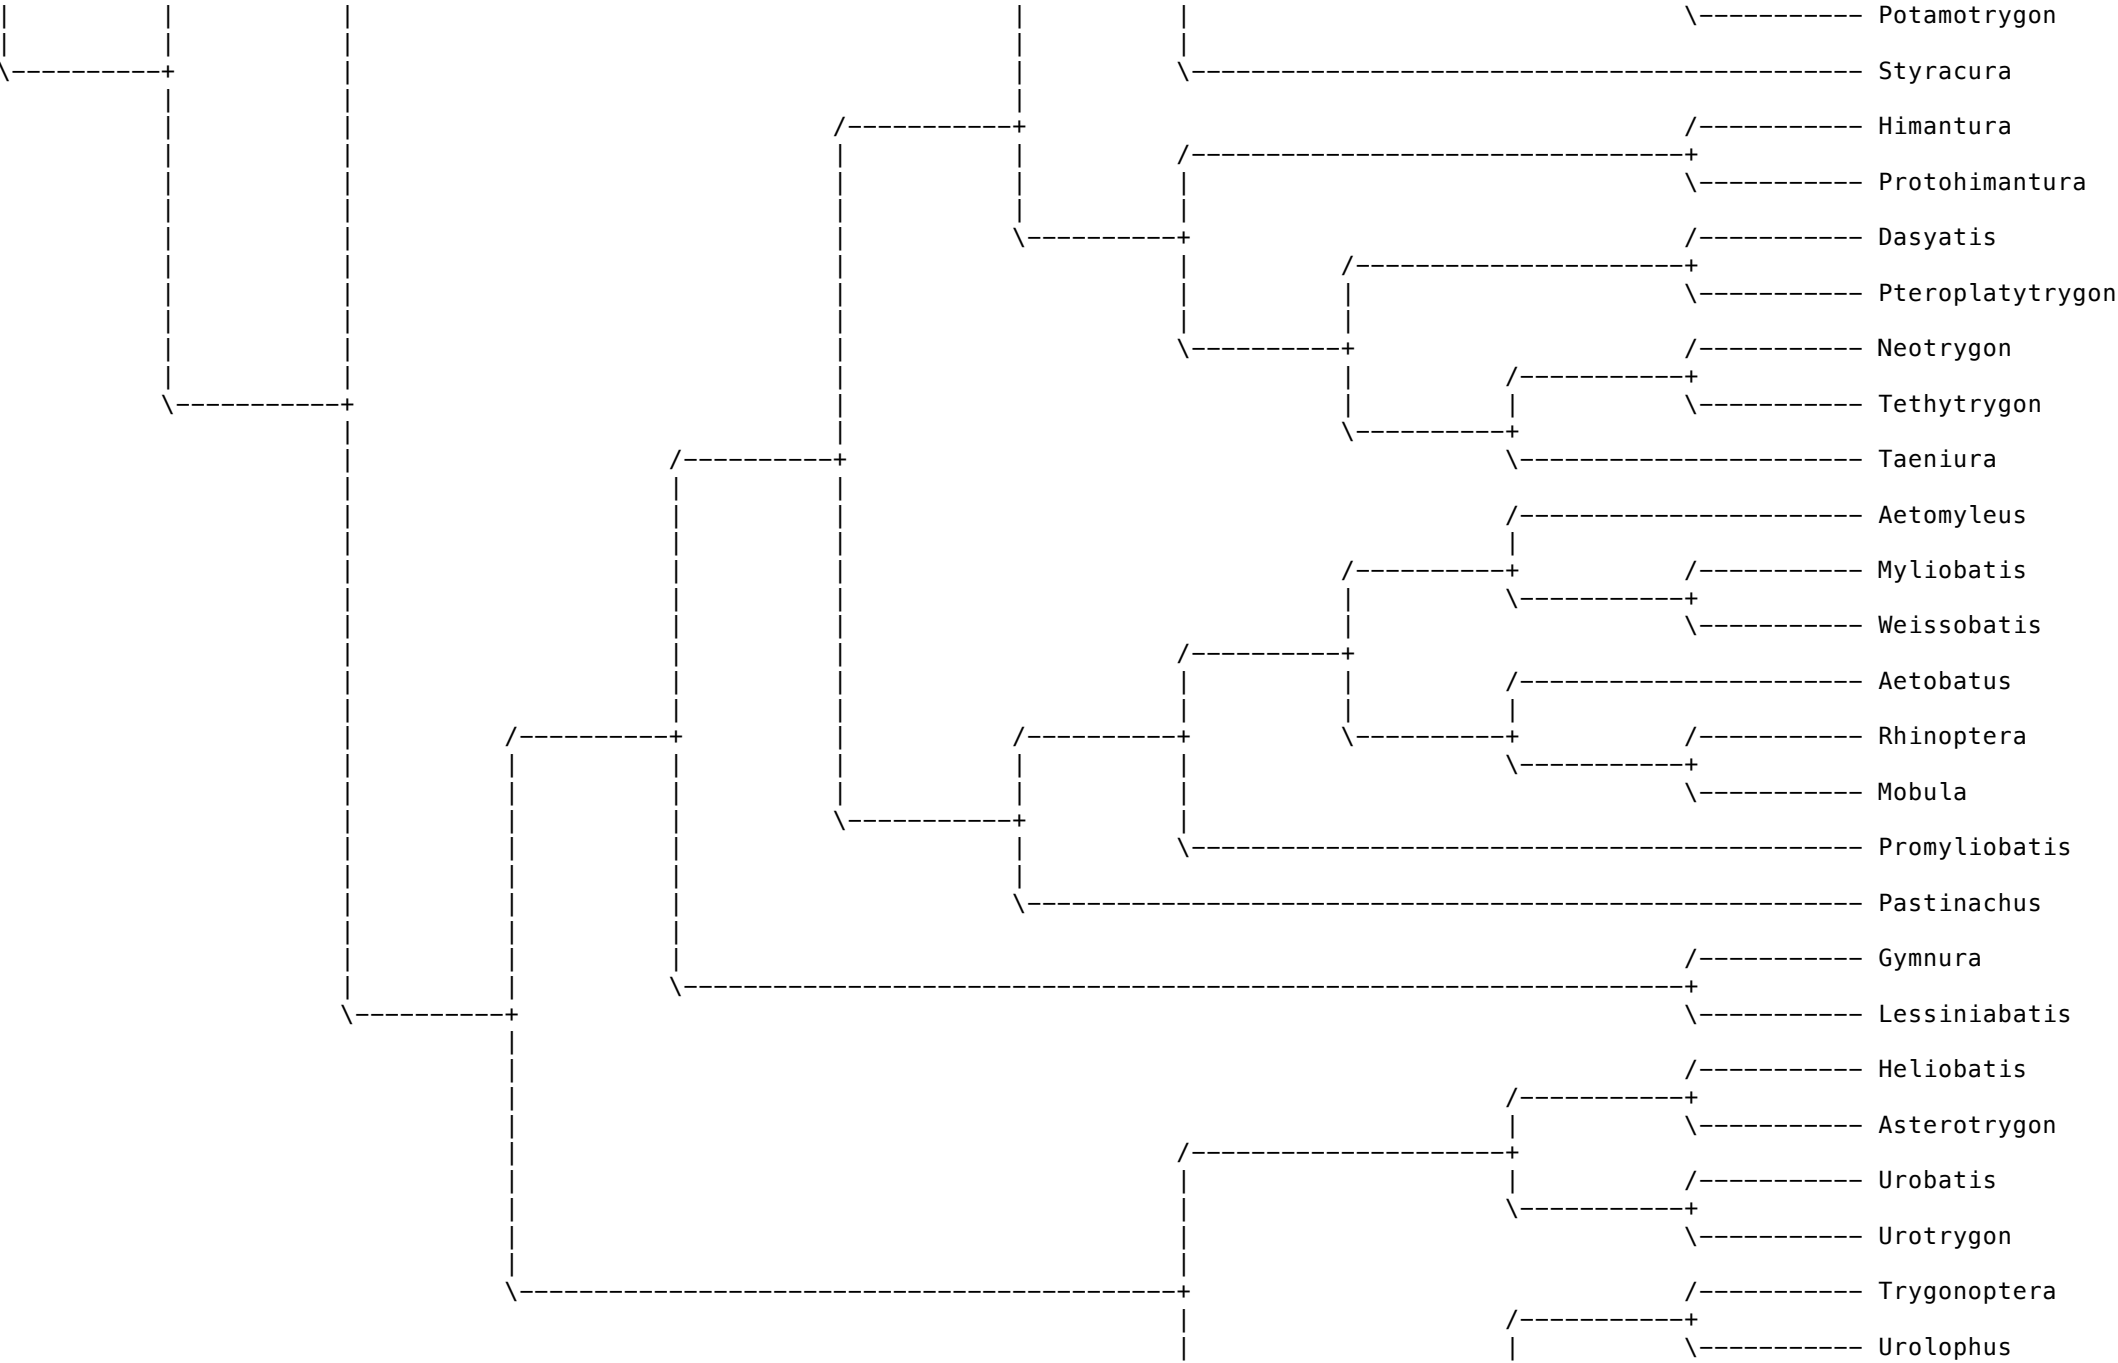 Potamotrygon
Styracura
Himantura
Protohimantura
Dasyatis
Pteroplatytrygon
Neotrygon
Tethytrygon
Taeniura
Aetomyleus
Myliobatis
Weissobatis
Aetobatus
Rhinoptera
Mobula
Promyliobatis
Pastinachus
Gymnura
Lessiniabatis
Heliobatis
Asterotrygon
Urobatis
Urotrygon
Trygonoptera
Urolophus